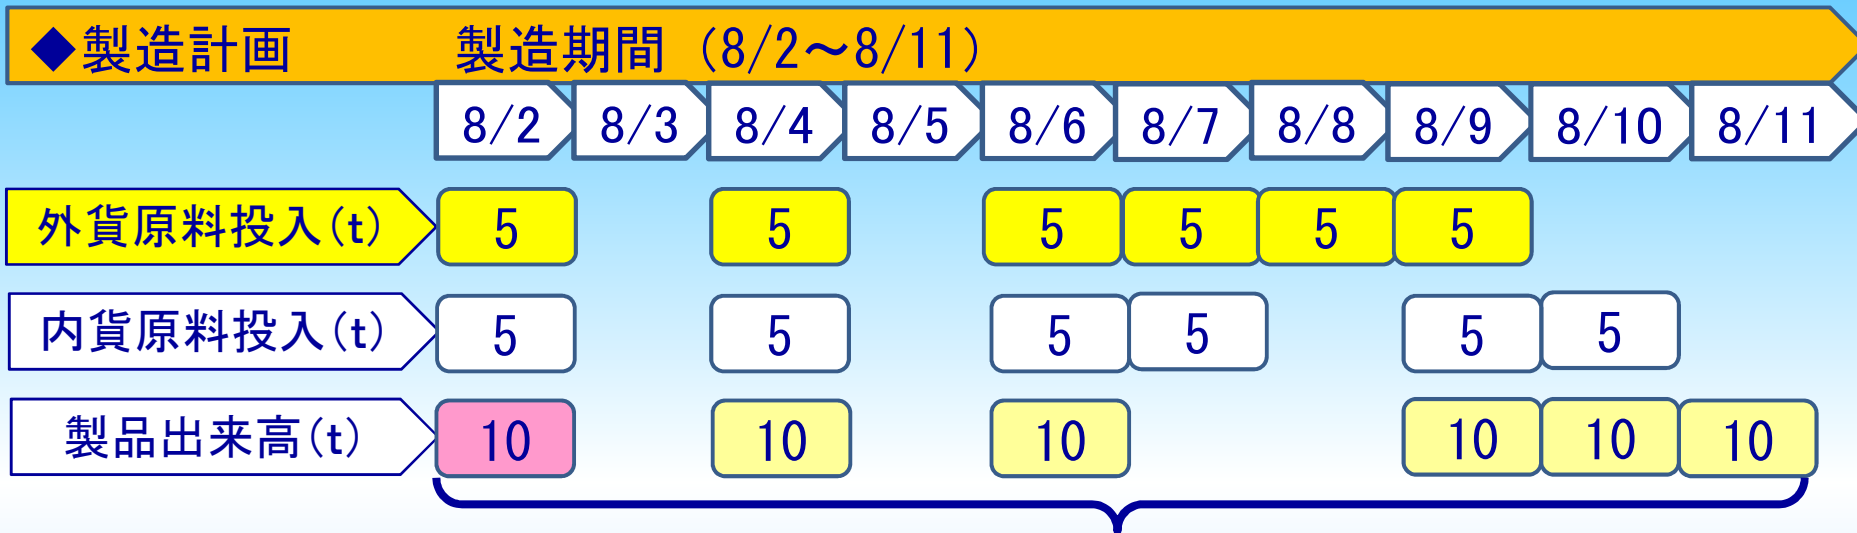 ◆製造計画 製造期間 (8/2~8/11)
8/2 8/3 8/4 8/5 8/6 8/7 8/8 8/9 8/10 8/11
外貨原料投入(t) 5 5 5 5 5 5
内貨原料投入(t) 5 5 5 5 5 5
製品出来高(t) 10 10 10 10 10 10